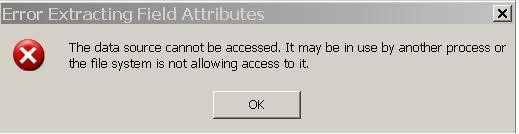 Error Extracting Field Attributes
The data source cannot be accessed. It may be in use by another process or
the file system is not allowing access to it.
OK